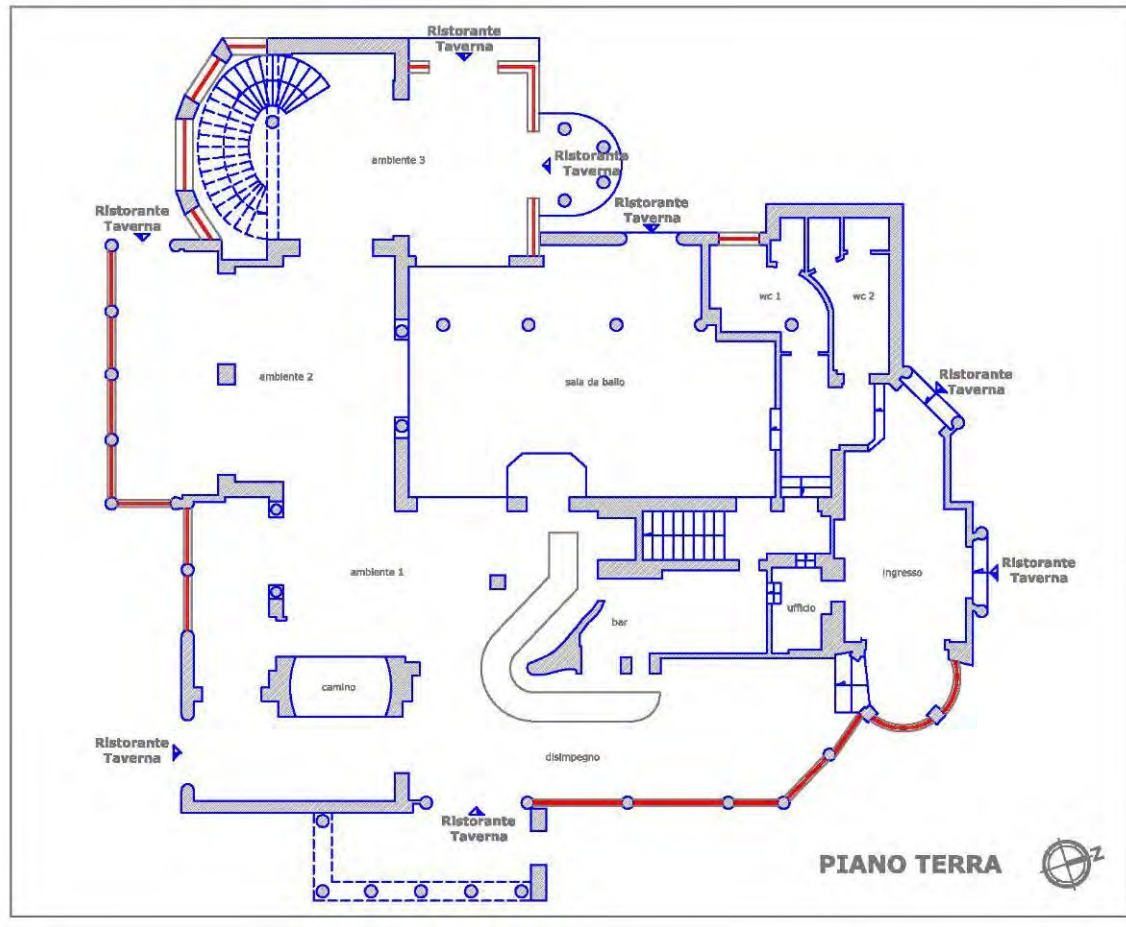 Ristorante
Taverna
ambiente 3
Ristorante
Taverna
Ristorante
Taverna
Ristorante
Taverna
wc 1
wc 2
ambiente 2
sala da ballo
Ristorante
Taverna
ambiente 1
ingresso
Ristorante
Taverna
ufficio
bar
camino
Ristorante
Taverna
disimpegno
Ristorante
Taverna
PIANO TERRA
N